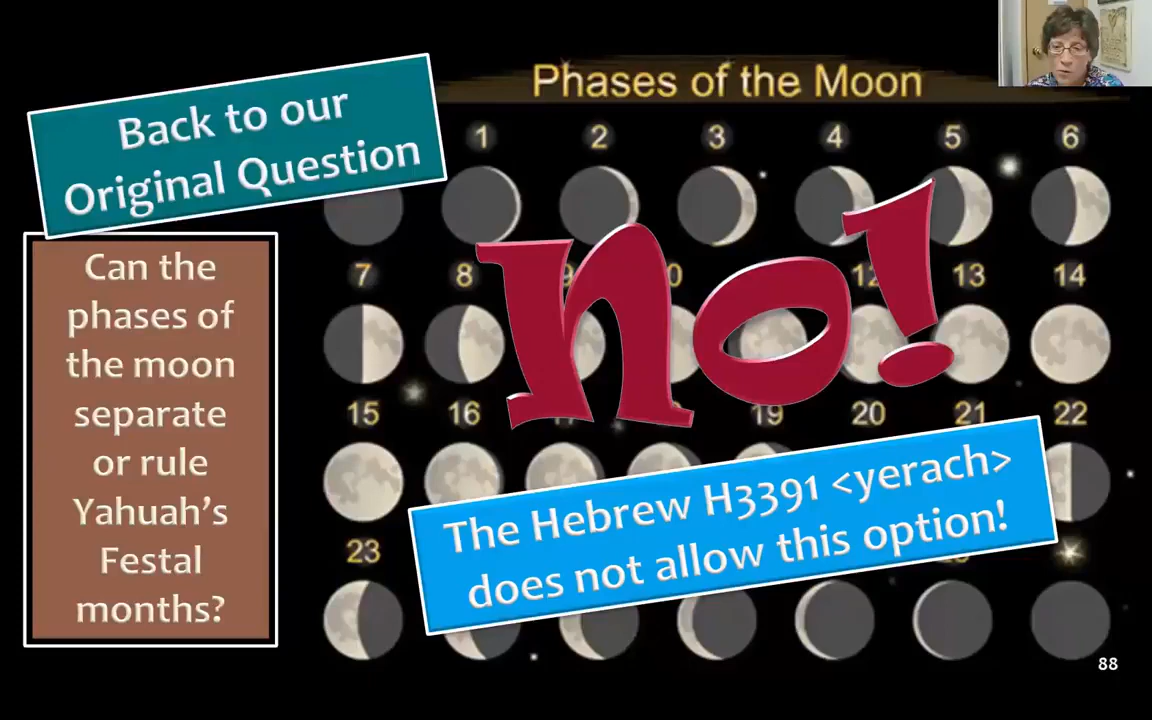 Phases of the Moon
Back to our
Original Question
1 2 3 4 5 6
7 8 9 12 13 14
15 16 19 20 21 22
23
no!
Can the
phases of
the moon
separate
or rule
Yahuah's
Festal
months?
The Hebrew H3391 <yerach>
does not allow this option!
88